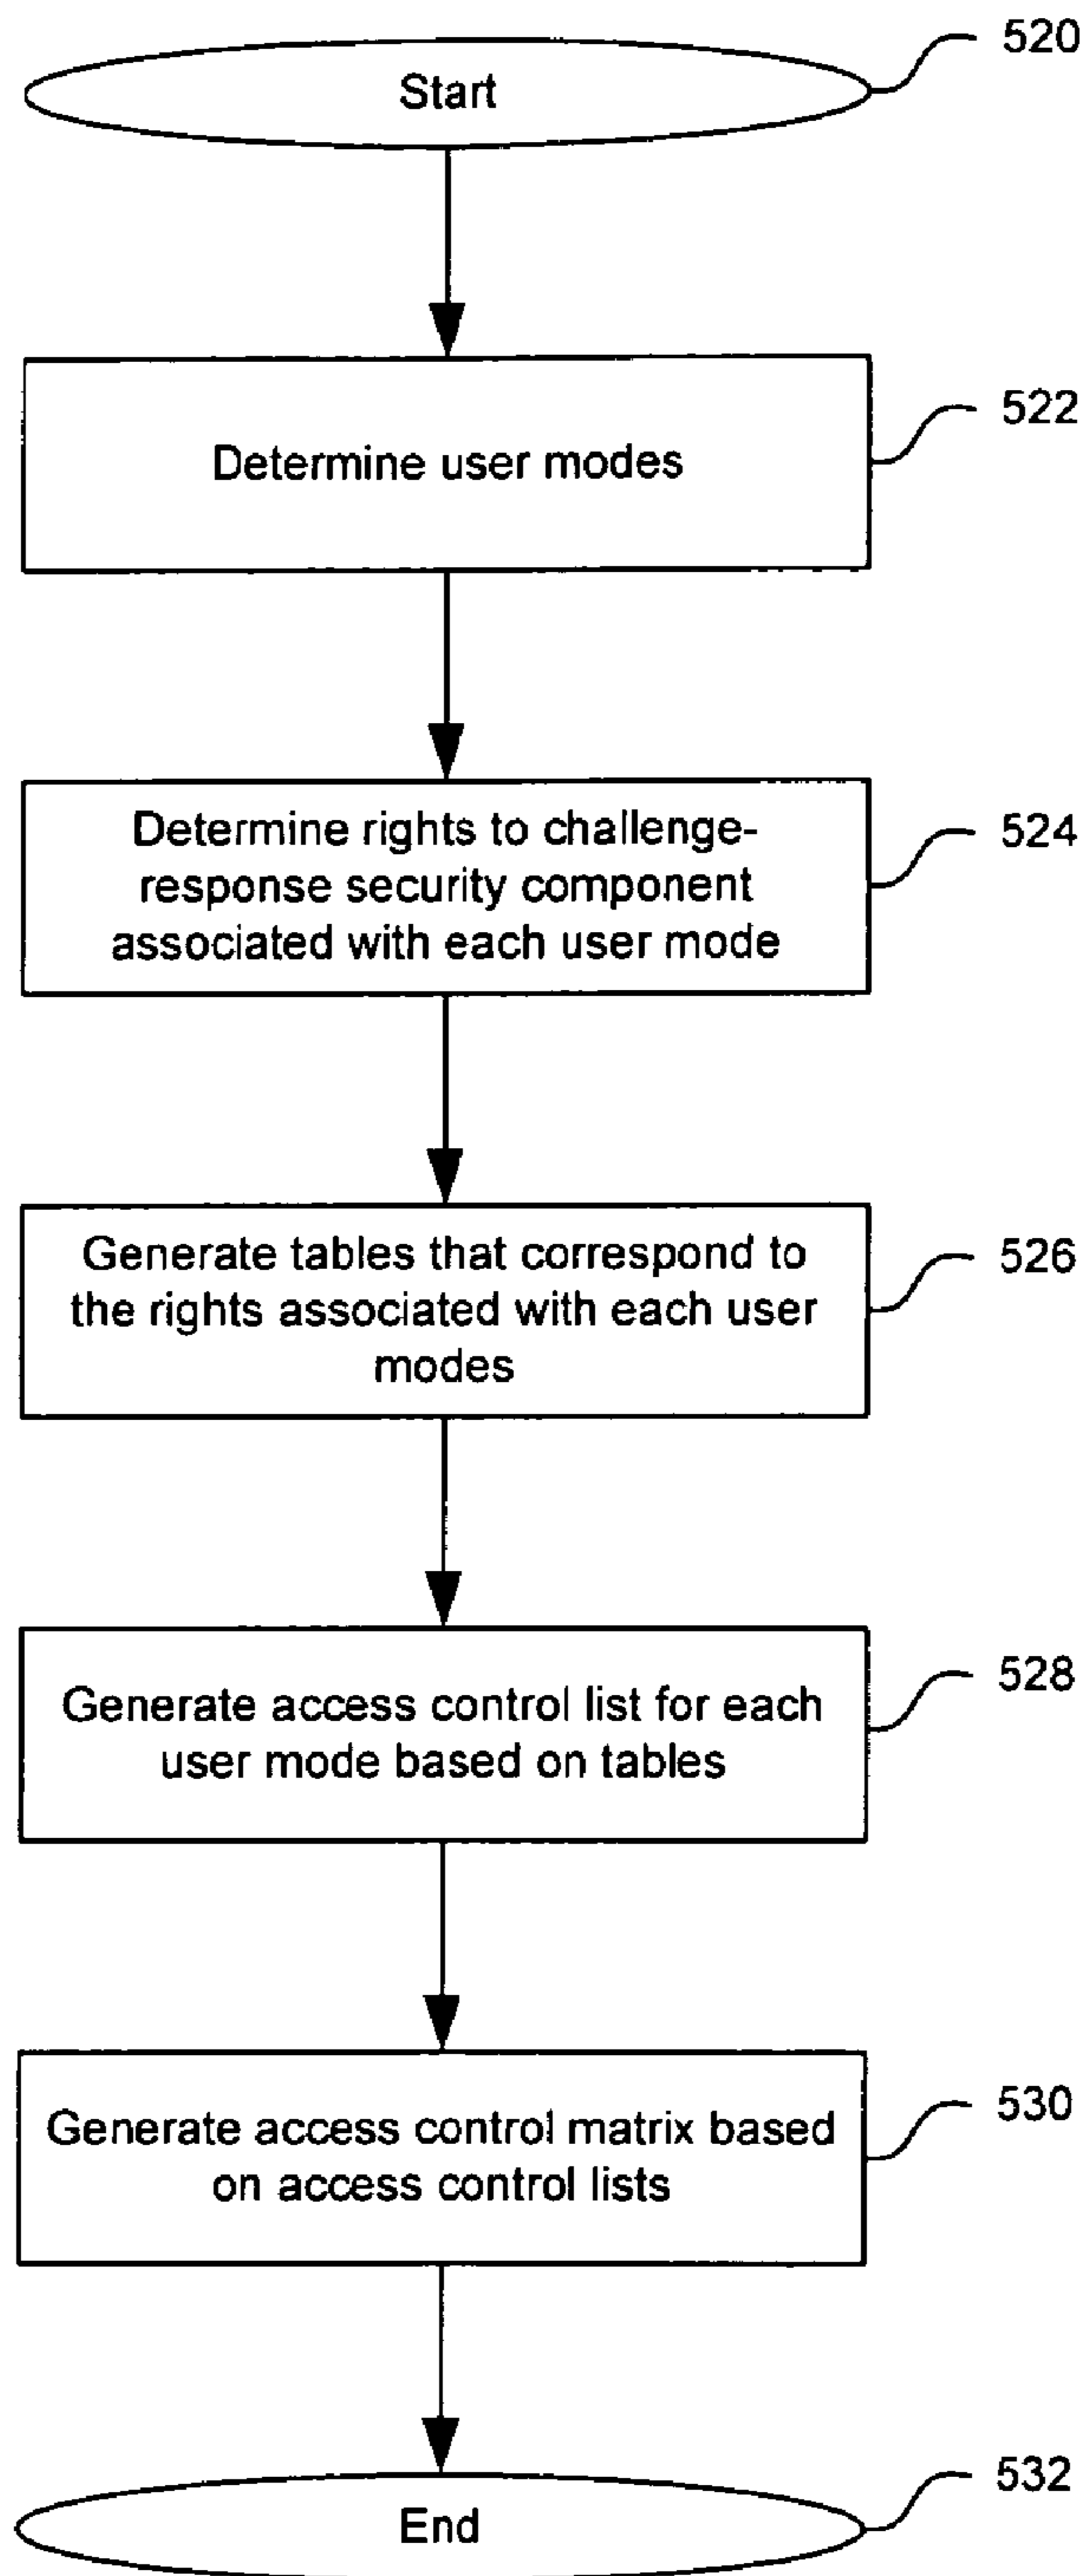 520
Start
522
Determine user modes
524
Determine rights to challenge-
response security component
associated with each user mode
526
Generate tables that correspond to
the rights associated with each user
modes
528
Generate access control list for each
user mode based on tables
530
Generate access control matrix based
on access control lists
532
End